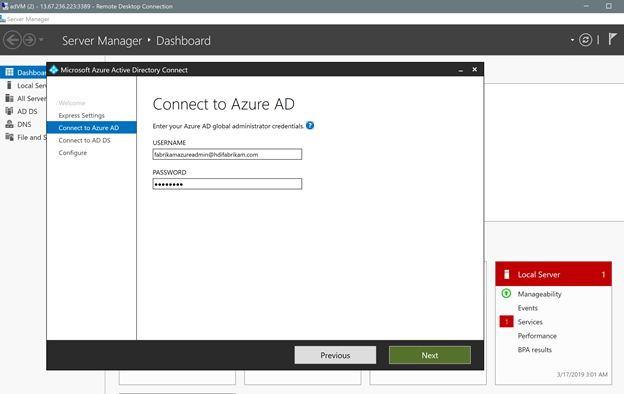 adVM (2) - 13.67.236.223:3389 - Remote Desktop Connection
Server Manager
Server Manager • Dashboard
Dashboar
Local Serv
All Server
AD DS
DNS
File and S
Microsoft Azure Active Directory Connect
Welcome
Express Settings
Connect to Azure AD
Connect to AD DS
Configure
Connect to Azure AD
Enter your Azure AD global administrator credentials. ?
USERNAME
fabrikamazureadmin@hdifabrikam.com
PASSWORD
●●●●●●●●
Previous
Next
Local Server 1
Manageability
Events
1 Services
Performance
BPA results
3/17/2019 3:01 AM